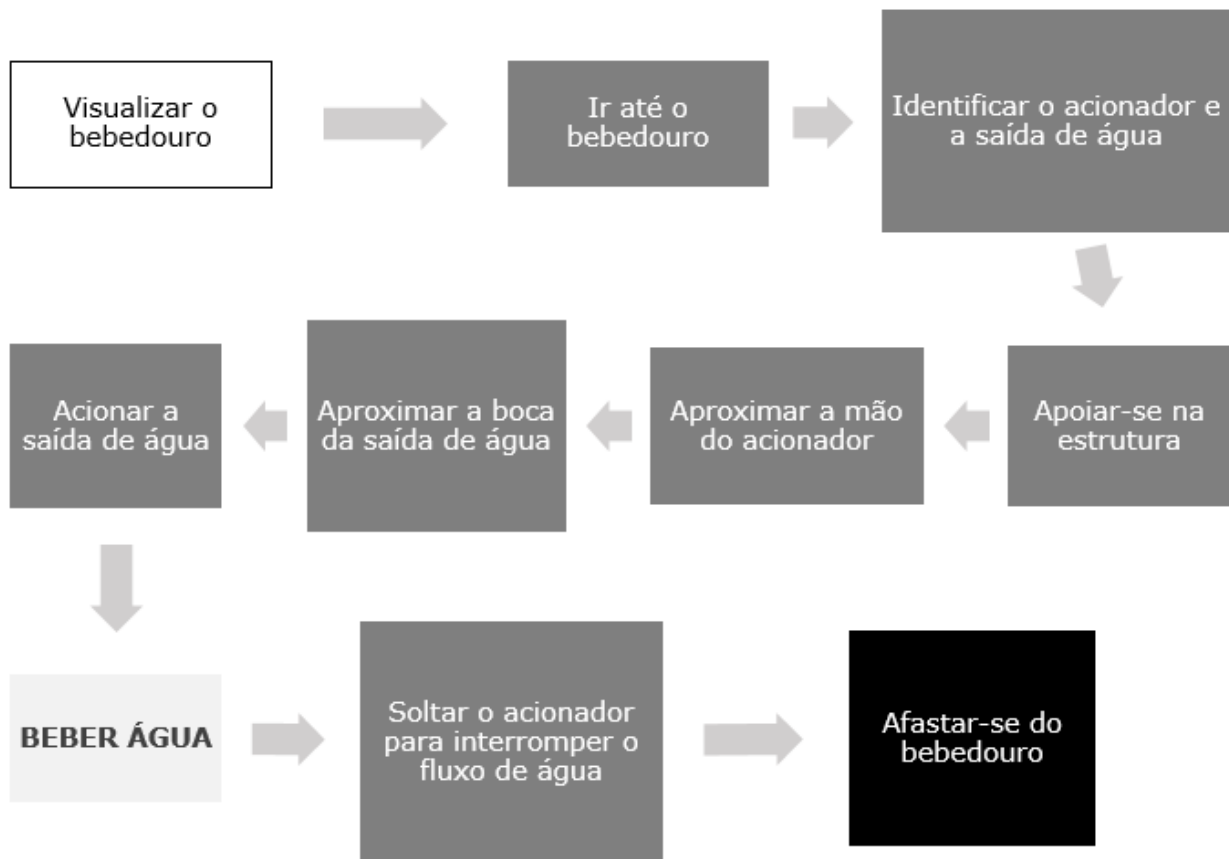 Visualizar o
bebedouro
Ir até o
bebedouro
Identificar o acionador e
a saída de água
Apoiar-se na
estrutura
Aproximar a mão
do acionador
Aproximar a boca
da saída de água
Acionar a
saída de água
BEBER ÁGUA
Soltar o acionador
para interromper o
fluxo de água
Afastar-se do
bebedouro